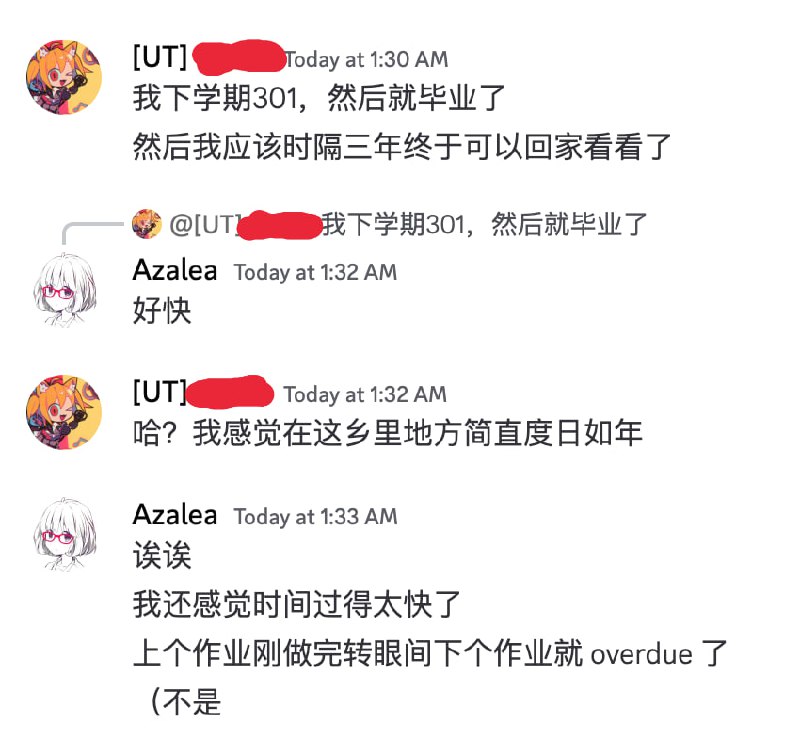 [UT] Today at 1:30 AM
我下学期301，然后就毕业了
然后我应该时隔三年终于可以回家看看了
@[UT] 我下学期301，然后就毕业了
Azalea Today at 1:32 AM
好快
[UT] Today at 1:32 AM
哈？我感觉在这乡里地方简直度日如年
Azalea Today at 1:33 AM
诶诶
我还感觉时间过得太快了
上个作业刚做完转眼间下个作业就 overdue 了
（不是